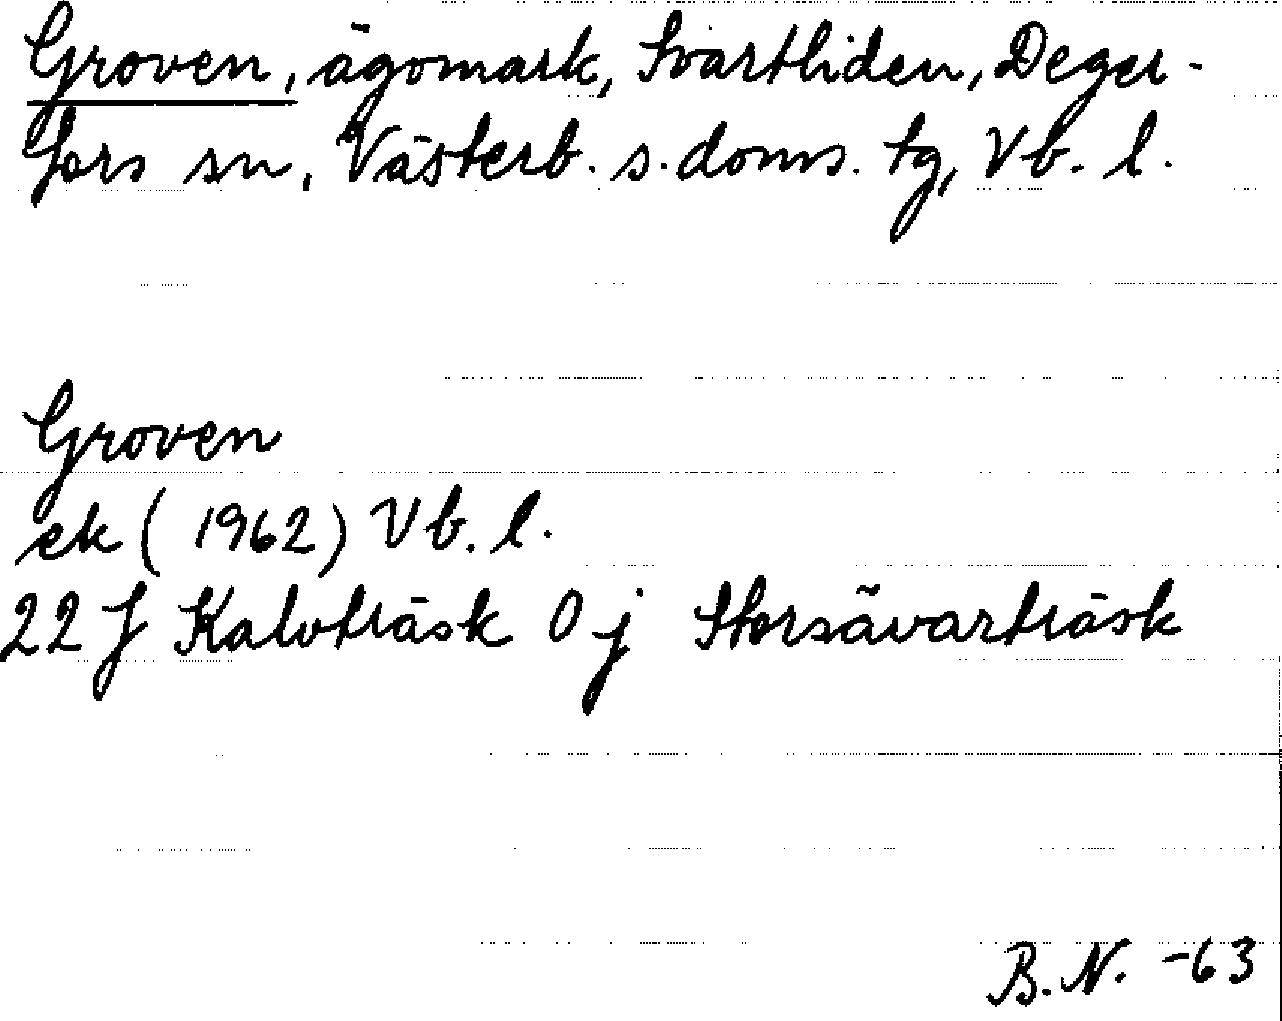 Groven, ägomark, Svartliden, Deger-
fors sn, Västerb. s. doms. tg, Vb. l.
Groven
ek (1962) Vb. l.
22 J Kalvträsk 0 j Storsävarträsk
B.N. -63